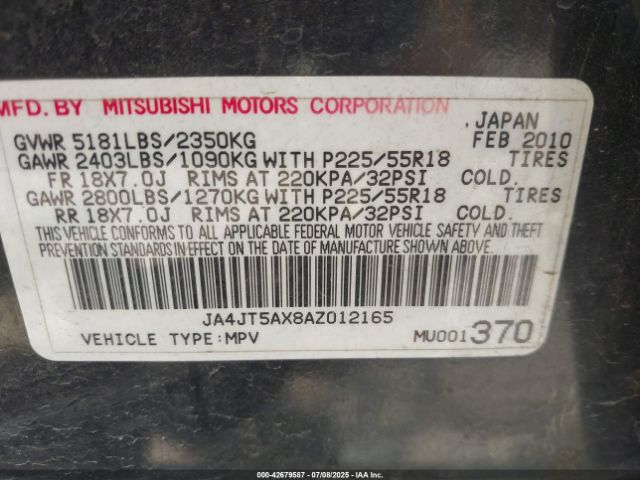 MFD. BY MITSUBISHI MOTORS CORPORATION
JAPAN
GVWR 5181LBS/2350KG FEB 2010
GAWR 2403LBS/1090KG WITH P225/55R18 TIRES
FR 18X7.0J RIMS AT 220KPA/32PSI COLD.
GAWR 2800LBS/1270KG WITH P225/55R18 TIRES
RR 18X7.0J RIMS AT 220KPA/32PSI COLD.
THIS VEHICLE CONFORMS TO ALL APPLICABLE FEDERAL MOTOR VEHICLE SAFETY AND THEFT
PREVENTION STANDARDS IN EFFECT ON THE DATE OF MANUFACTURE SHOWN ABOVE.
JA4JT5AX8AZ012165
VEHICLE TYPE:MPV MU001370
000-42679587 - 07/08/2025 - Copyright © IAA, LLC